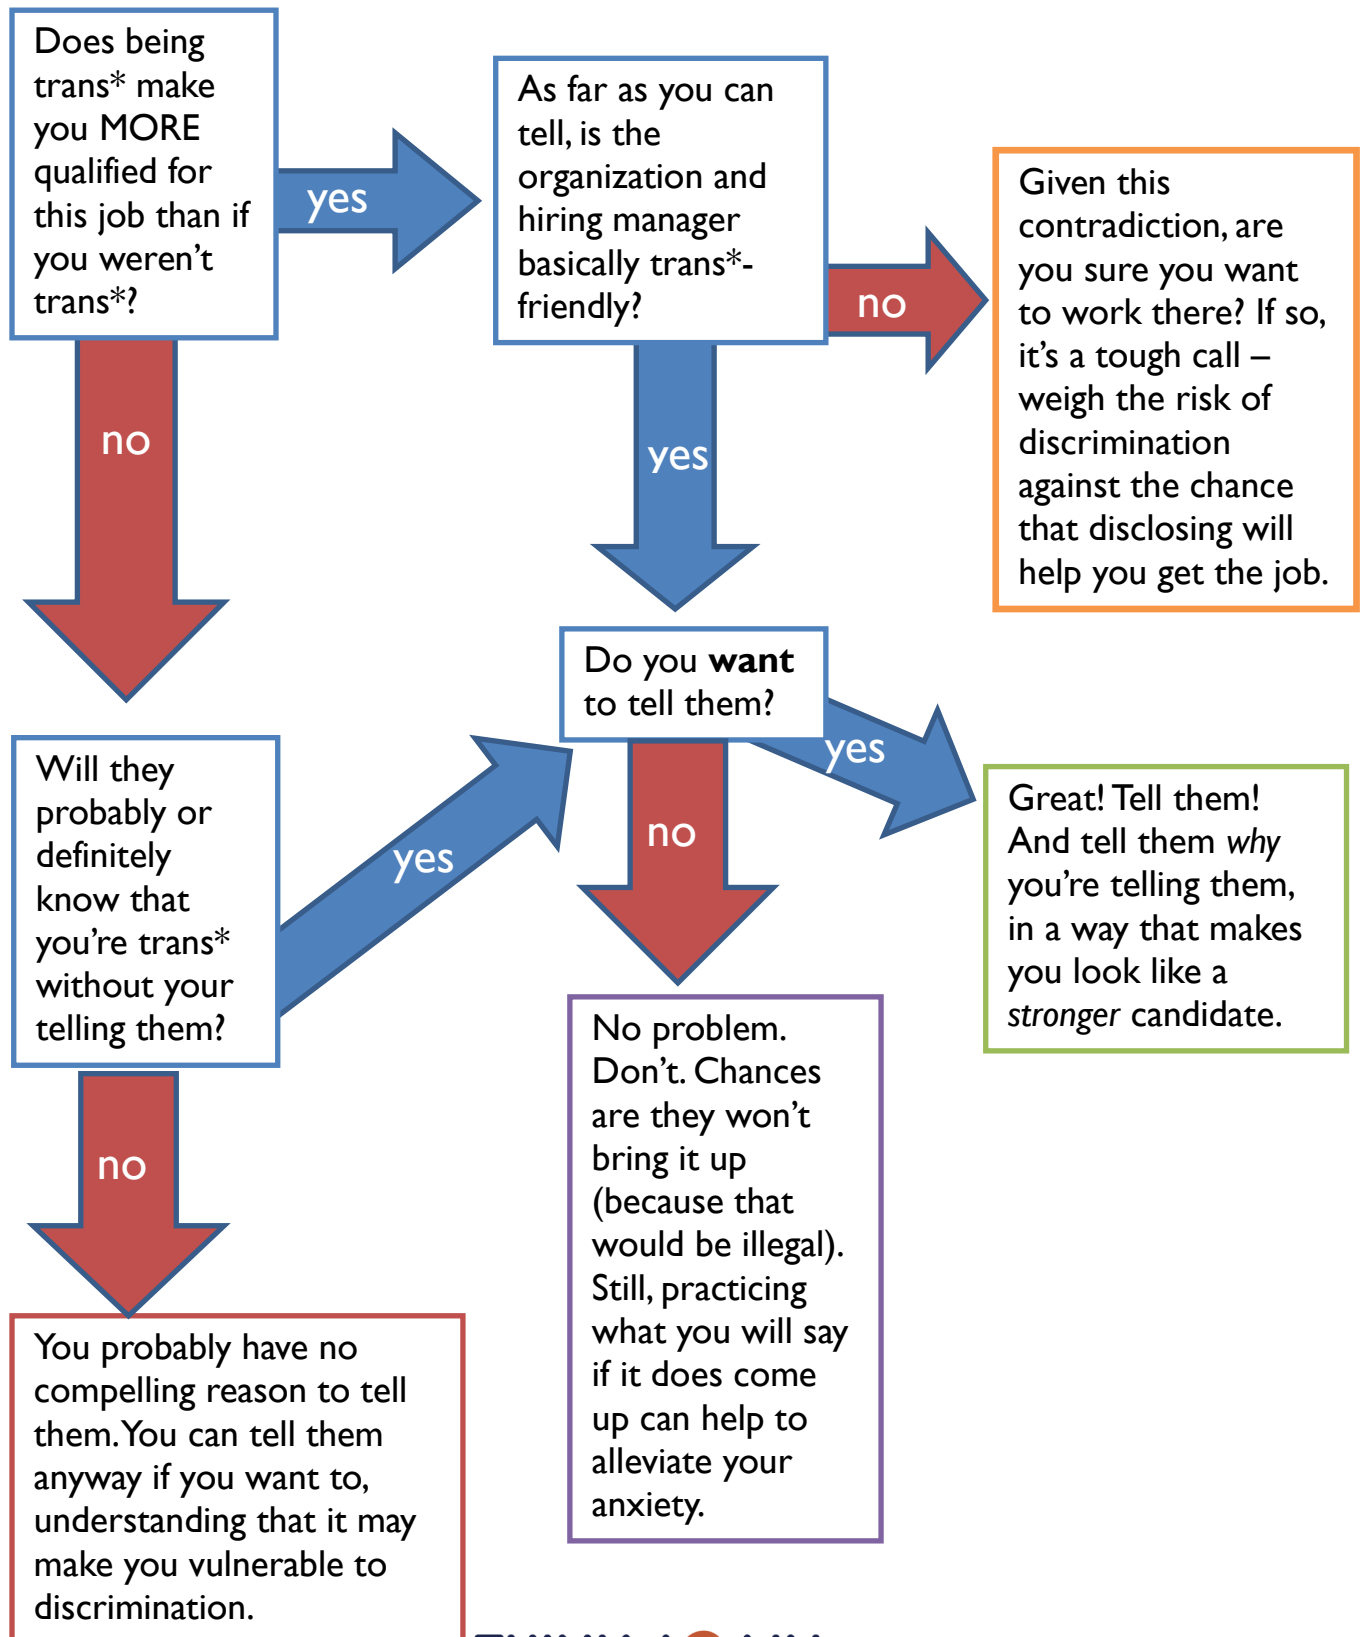 Does being
trans* make
you MORE
qualified for
this job than if
you weren't
trans*?
yes
As far as you can
tell, is the
organization and
hiring manager
basically trans*-
friendly?
no
Given this
contradiction, are
you sure you want
to work there? If so,
it's a tough call –
weigh the risk of
discrimination
against the chance
that disclosing will
help you get the job.
no
yes
Do you want
to tell them?
yes
Great! Tell them!
And tell them why
you're telling them,
in a way that makes
you look like a
stronger candidate.
Will they
probably or
definitely
know that
you're trans*
without your
telling them?
yes
no
No problem.
Don't. Chances
are they won't
bring it up
(because that
would be illegal).
Still, practicing
what you will say
if it does come
up can help to
alleviate your
anxiety.
no
You probably have no
compelling reason to tell
them. You can tell them
anyway if you want to,
understanding that it may
make you vulnerable to
discrimination.